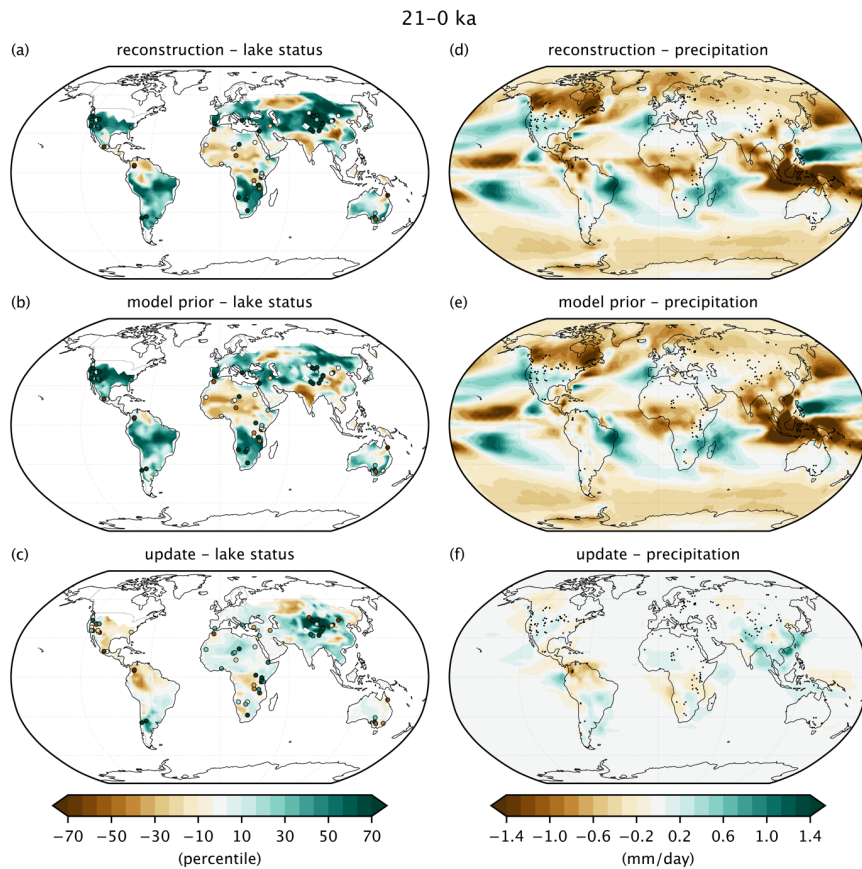 21–0 ka
(a) reconstruction – lake status
(d) reconstruction – precipitation
(b) model prior – lake status
(e) model prior – precipitation
(c) update – lake status
(f) update – precipitation
−70 −50 −30 −10 10 30 50 70
(percentile)
−1.4 −1.0 −0.6 −0.2 0.2 0.6 1.0 1.4
(mm/day)